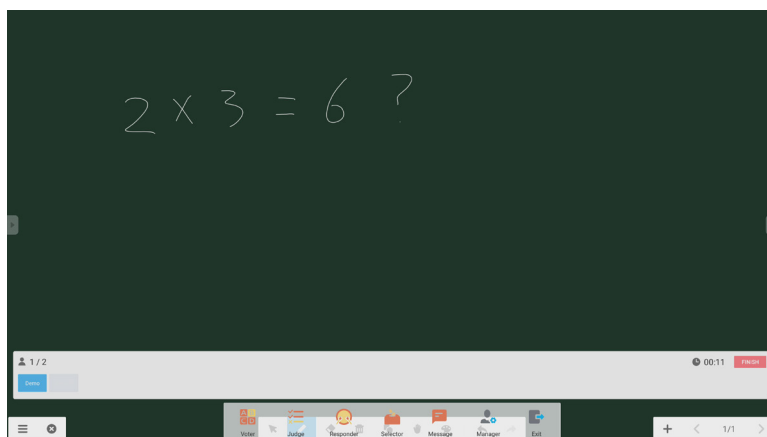 2 × 3 = 6 ?
1 / 2
00:11 FINISH
Demo
A B
C D
Voter Judge Responder Selector Message Manager Exit
1/1